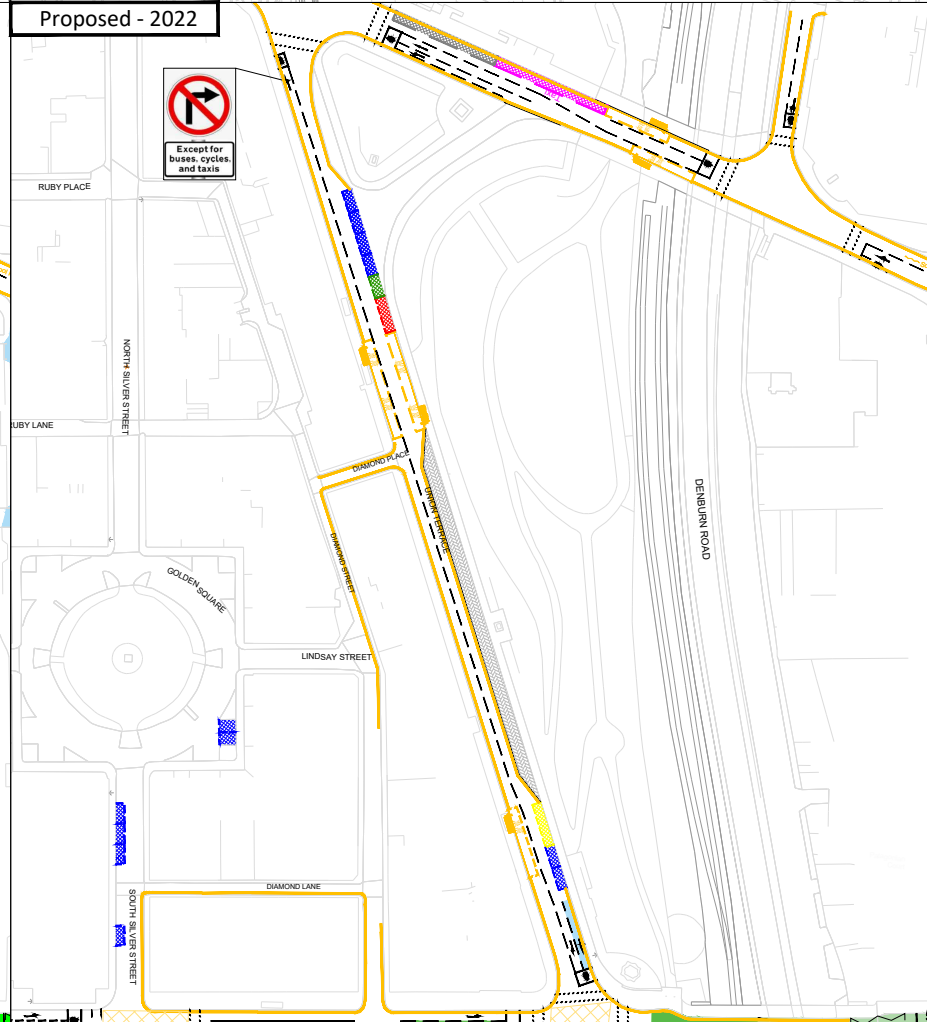 Proposed - 2022
Except for
buses, cycles,
and taxis
RUBY PLACE
NORTH SILVER STREET
UBY LANE
DIAMOND PLACE
UNION TERRACE
DENBURN ROAD
DIAMOND STREET
GOLDEN SQUARE
LINDSAY STREET
DIAMOND LANE
SOUTH SILVER STREET